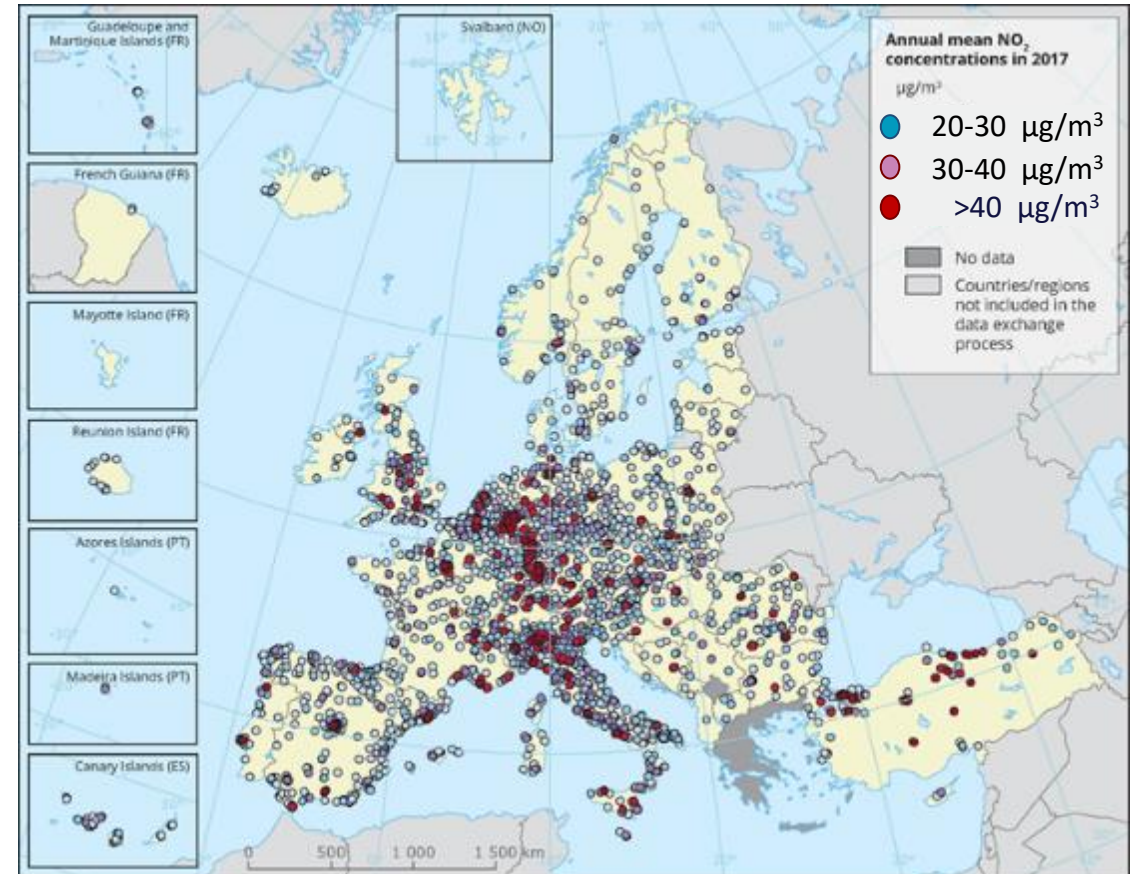 Guadeloupe and
Martinique Islands (FR)
Svalbard (NO)
French Guiana (FR)
Mayotte Island (FR)
Reunion Island (FR)
Azores Islands (PT)
Madeira Islands (PT)
Canary Islands (ES)
Annual mean NO₂
concentrations in 2017
µg/m³
20-30 µg/m³
30-40 µg/m³
>40 µg/m³
No data
Countries/regions
not included in the
data exchange
process
0 500 1 000 1 500 km